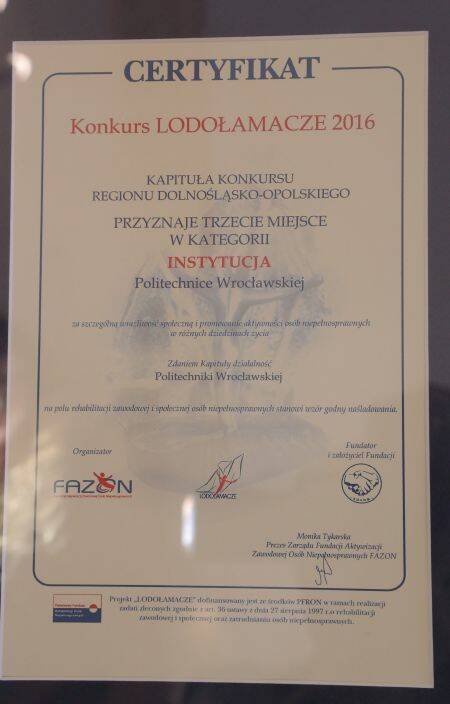 CERTYFIKAT
Konkurs LODOŁAMACZE 2016
KAPITUŁA KONKURSU
REGIONU DOLNOŚLĄSKO-OPOLSKIEGO
PRZYZNAJE TRZECIE MIEJSCE
W KATEGORII
INSTYTUCJA
Politechnice Wrocławskiej
za szczególną wrażliwość społeczną i promowanie aktywności osób niepełnosprawnych
w różnych dziedzinach życia
Zdaniem Kapituły działalność
Politechniki Wrocławskiej
na polu rehabilitacji zawodowej i społecznej osób niepełnosprawnych stanowi wzór godny naśladowania.
Organizator
Fundator
i założyciel Fundacji
FAZON
LODOŁAMACZE
Monika Tykarska
Prezes Zarządu Fundacji Aktywizacji
Zawodowej Osób Niepełnosprawnych FAZON
Projekt „LODOŁAMACZE” dofinansowany jest ze środków PFRON w ramach realizacji
zadań zleconych zgodnie z art. 36 ustawy z dnia 27 sierpnia 1997 r.o rehabilitacji
zawodowej i społecznej oraz zatrudnianiu osób niepełnosprawnych.